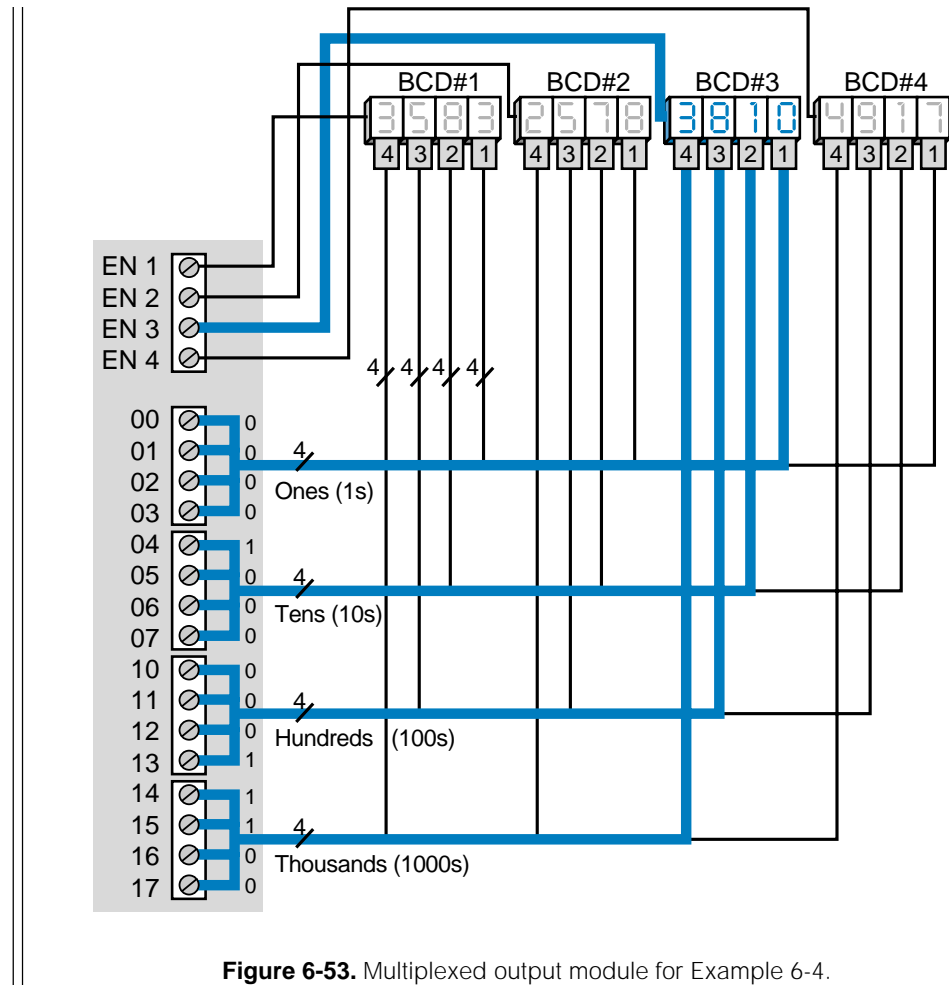 BCD#1 BCD#2 BCD#3 BCD#4
3583 2578 3810 4917
4 3 2 1 4 3 2 1 4 3 2 1 4 3 2 1
EN 1
EN 2
EN 3
EN 4
4 4 4 4
00 0
01 0 4
02 0 Ones (1s)
03 0
04 1
05 0 4
06 0 Tens (10s)
07 0
10 0
11 0 4
12 0 Hundreds (100s)
13 1
14 1
15 1 4
16 0 Thousands (1000s)
17 0
Figure 6-53. Multiplexed output module for Example 6-4.